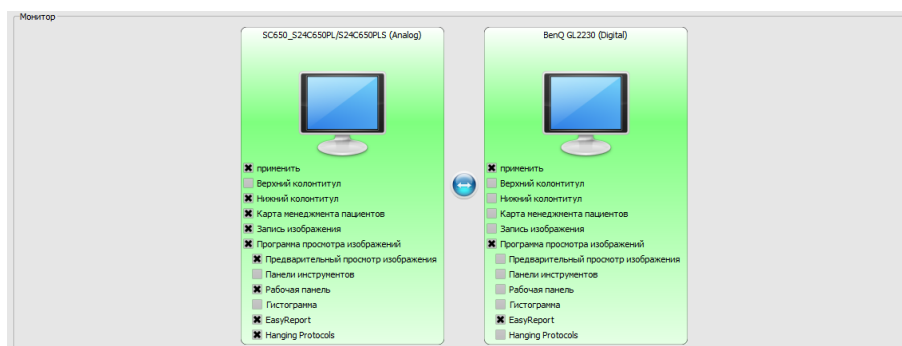 Монитор
SC650_S24C650PL/S24C650PLS (Analog)
применить
Верхний колонтитул
Нижний колонтитул
Карта менеджмента пациентов
Запись изображения
Программа просмотра изображений
Предварительный просмотр изображения
Панели инструментов
Рабочая панель
Гистограмма
EasyReport
Hanging Protocols
BenQ GL2230 (Digital)
применить
Верхний колонтитул
Нижний колонтитул
Карта менеджмента пациентов
Запись изображения
Программа просмотра изображений
Предварительный просмотр изображения
Панели инструментов
Рабочая панель
Гистограмма
EasyReport
Hanging Protocols